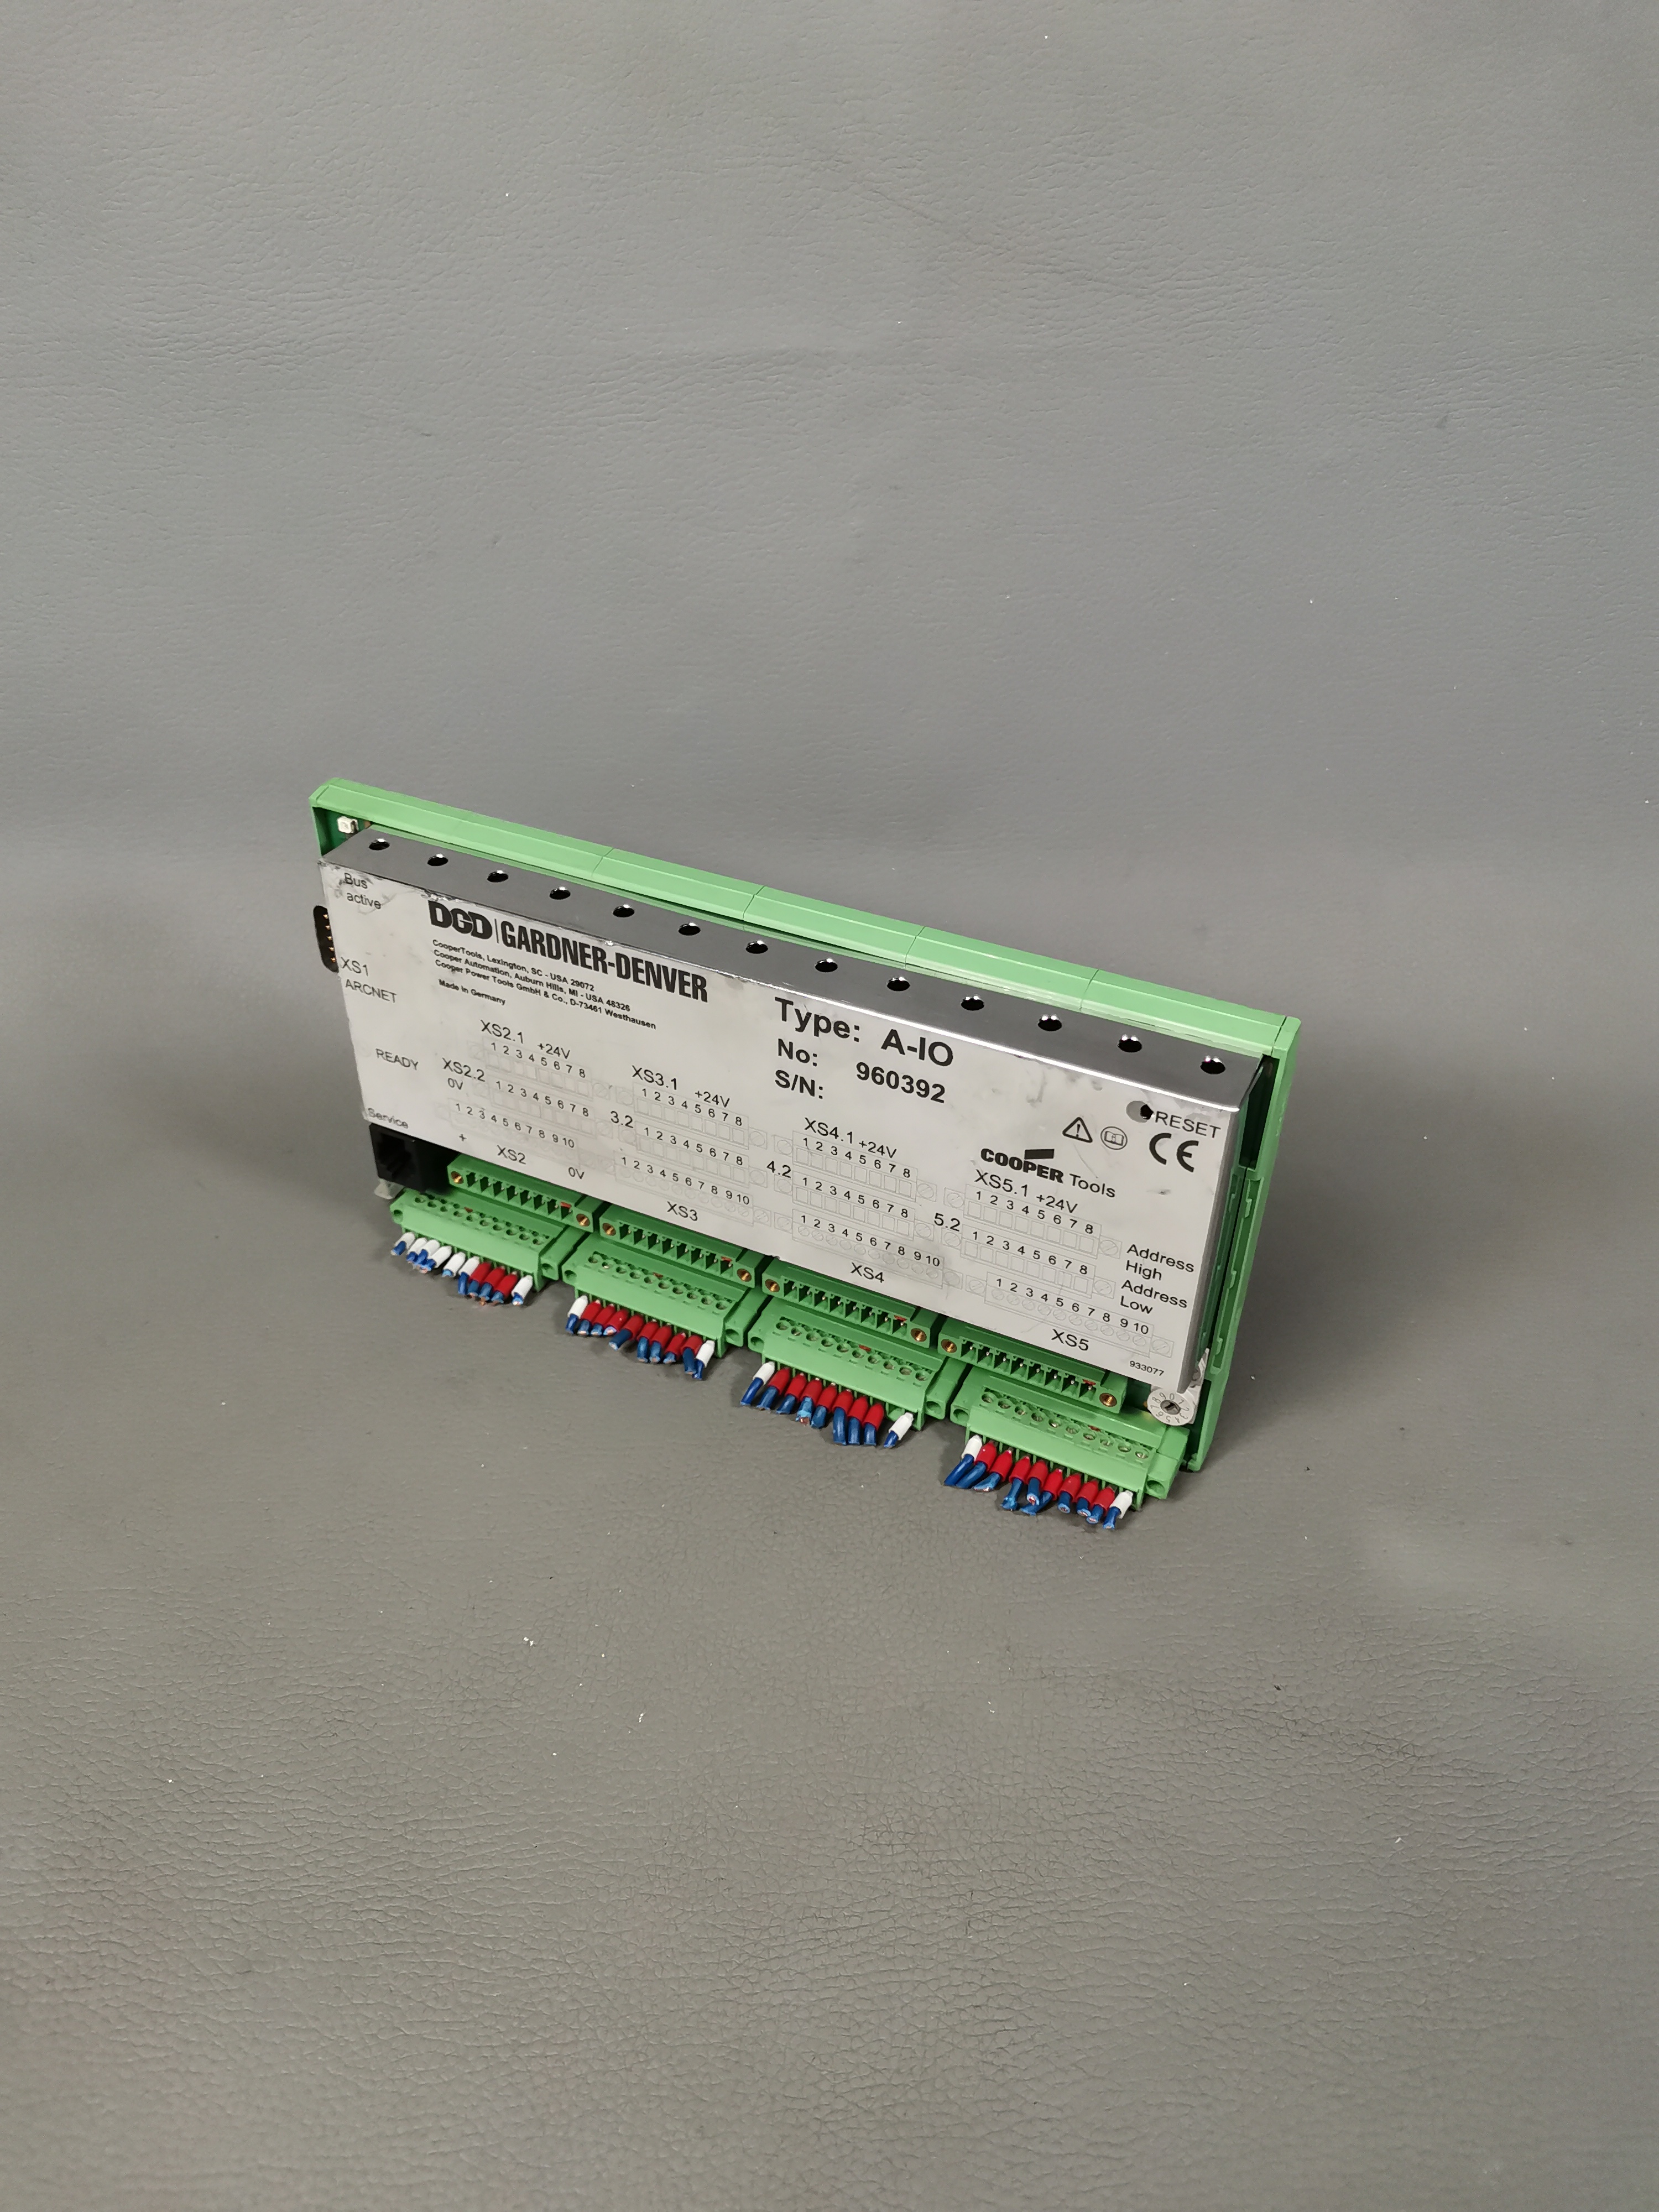 Bus
active
DGD | GARDNER-DENVER
CooperTools, Lexington, SC - USA 29072
Cooper Automation, Auburn Hills, MI - USA 48326
Cooper Power Tools GmbH & Co., D-73461 Westhausen
Made in Germany
XS1
ARCNET
READY
Service
Type: A-IO
No: 960392
S/N:
RESET
CE
COOPER Tools
XS2.1 +24V
1 2 3 4 5 6 7 8
XS2.2
0V
1 2 3 4 5 6 7 8
1 2 3 4 5 6 7 8 9 10
+
XS2
0V
XS3.1 +24V
1 2 3 4 5 6 7 8
3.2
1 2 3 4 5 6 7 8
1 2 3 4 5 6 7 8 9 10
XS3
XS4.1 +24V
1 2 3 4 5 6 7 8
4.2
1 2 3 4 5 6 7 8
1 2 3 4 5 6 7 8 9 10
XS4
XS5.1 +24V
1 2 3 4 5 6 7 8
5.2
1 2 3 4 5 6 7 8
1 2 3 4 5 6 7 8 9 10
XS5
Address
High
Address
Low
933077